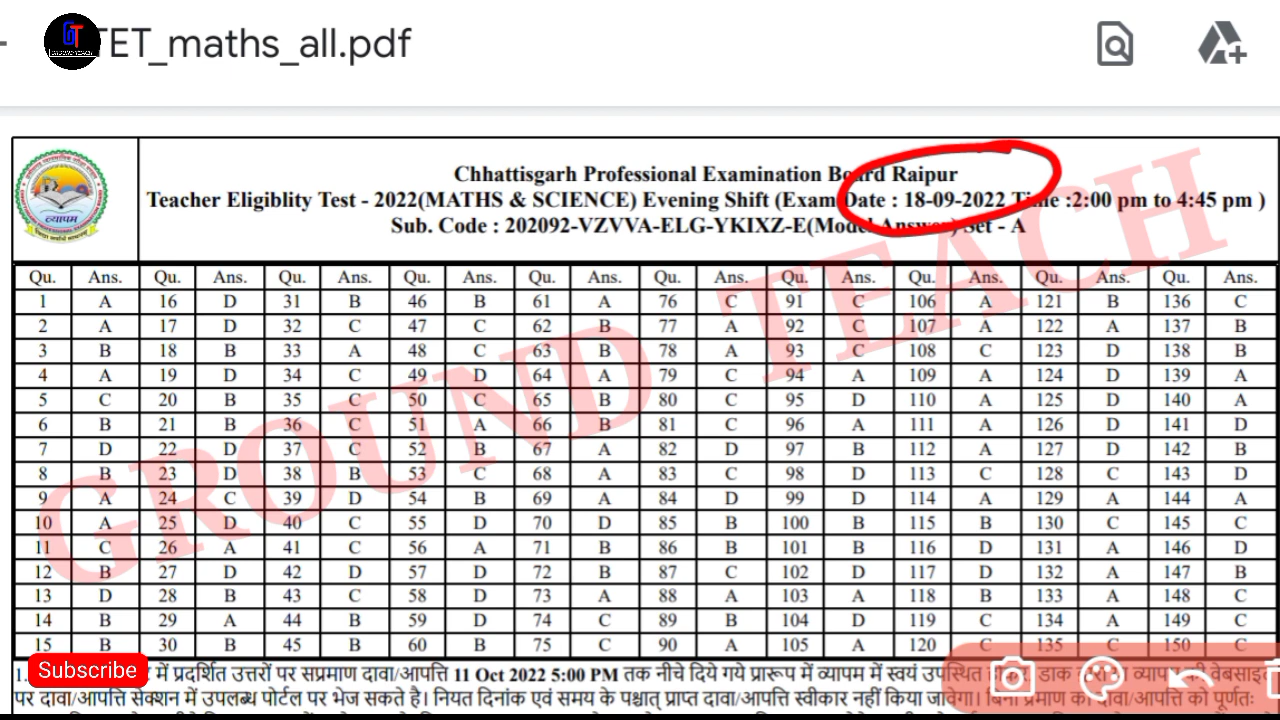 TET_maths_all.pdf
Chhattisgarh Professional Examination Board Raipur
Teacher Eligiblity Test - 2022(MATHS & SCIENCE) Evening Shift (Exam Date : 18-09-2022 Time :2:00 pm to 4:45 pm )
Sub. Code : 202092-VZVVA-ELG-YKIXZ-E(Model Answer) Set - A
व्यापम
Qu. Ans. Qu. Ans. Qu. Ans. Qu. Ans. Qu. Ans. Qu. Ans. Qu. Ans. Qu. Ans. Qu. Ans. Qu. Ans.
1 A 16 D 31 B 46 B 61 A 76 C 91 C 106 A 121 B 136 C
2 A 17 D 32 C 47 C 62 B 77 A 92 C 107 A 122 A 137 B
3 B 18 B 33 A 48 C 63 B 78 A 93 C 108 C 123 D 138 B
4 A 19 D 34 C 49 D 64 A 79 C 94 A 109 A 124 D 139 A
5 C 20 B 35 C 50 C 65 B 80 C 95 D 110 A 125 D 140 A
6 B 21 B 36 C 51 A 66 B 81 C 96 A 111 A 126 D 141 D
7 D 22 D 37 C 52 B 67 A 82 D 97 B 112 A 127 D 142 B
8 B 23 D 38 B 53 C 68 A 83 C 98 D 113 C 128 C 143 D
9 A 24 C 39 D 54 B 69 A 84 D 99 D 114 A 129 A 144 A
10 A 25 D 40 C 55 D 70 D 85 B 100 B 115 B 130 C 145 C
11 C 26 A 41 C 56 A 71 B 86 B 101 B 116 D 131 A 146 D
12 B 27 D 42 D 57 D 72 B 87 C 102 D 117 D 132 A 147 B
13 D 28 B 43 C 58 D 73 A 88 A 103 A 118 B 133 A 148 C
14 B 29 A 44 B 59 D 74 C 89 B 104 D 119 C 134 A 149 C
15 B 30 B 45 B 60 B 75 C 90 A 105 A 120 C 135 C 150 C
GROUND TEACH
Subscribe
1. में प्रदर्शित उत्तरों पर सप्रमाण दावा/आपत्ति 11 Oct 2022 5:00 PM तक नीचे दिये गये प्रारूप में व्यापम में स्वयं उपस्थित डाक व्यापम की वेबसाइट
पर दावा/आपत्ति सेक्शन में उपलब्ध पोर्टल पर भेज सकते है। नियत दिनांक एवं समय के पश्चात् प्राप्त दावा/आपत्ति स्वीकार नहीं किया जावेगा। बिना प्रमाण का दावा/आपत्ति को पूर्णतः